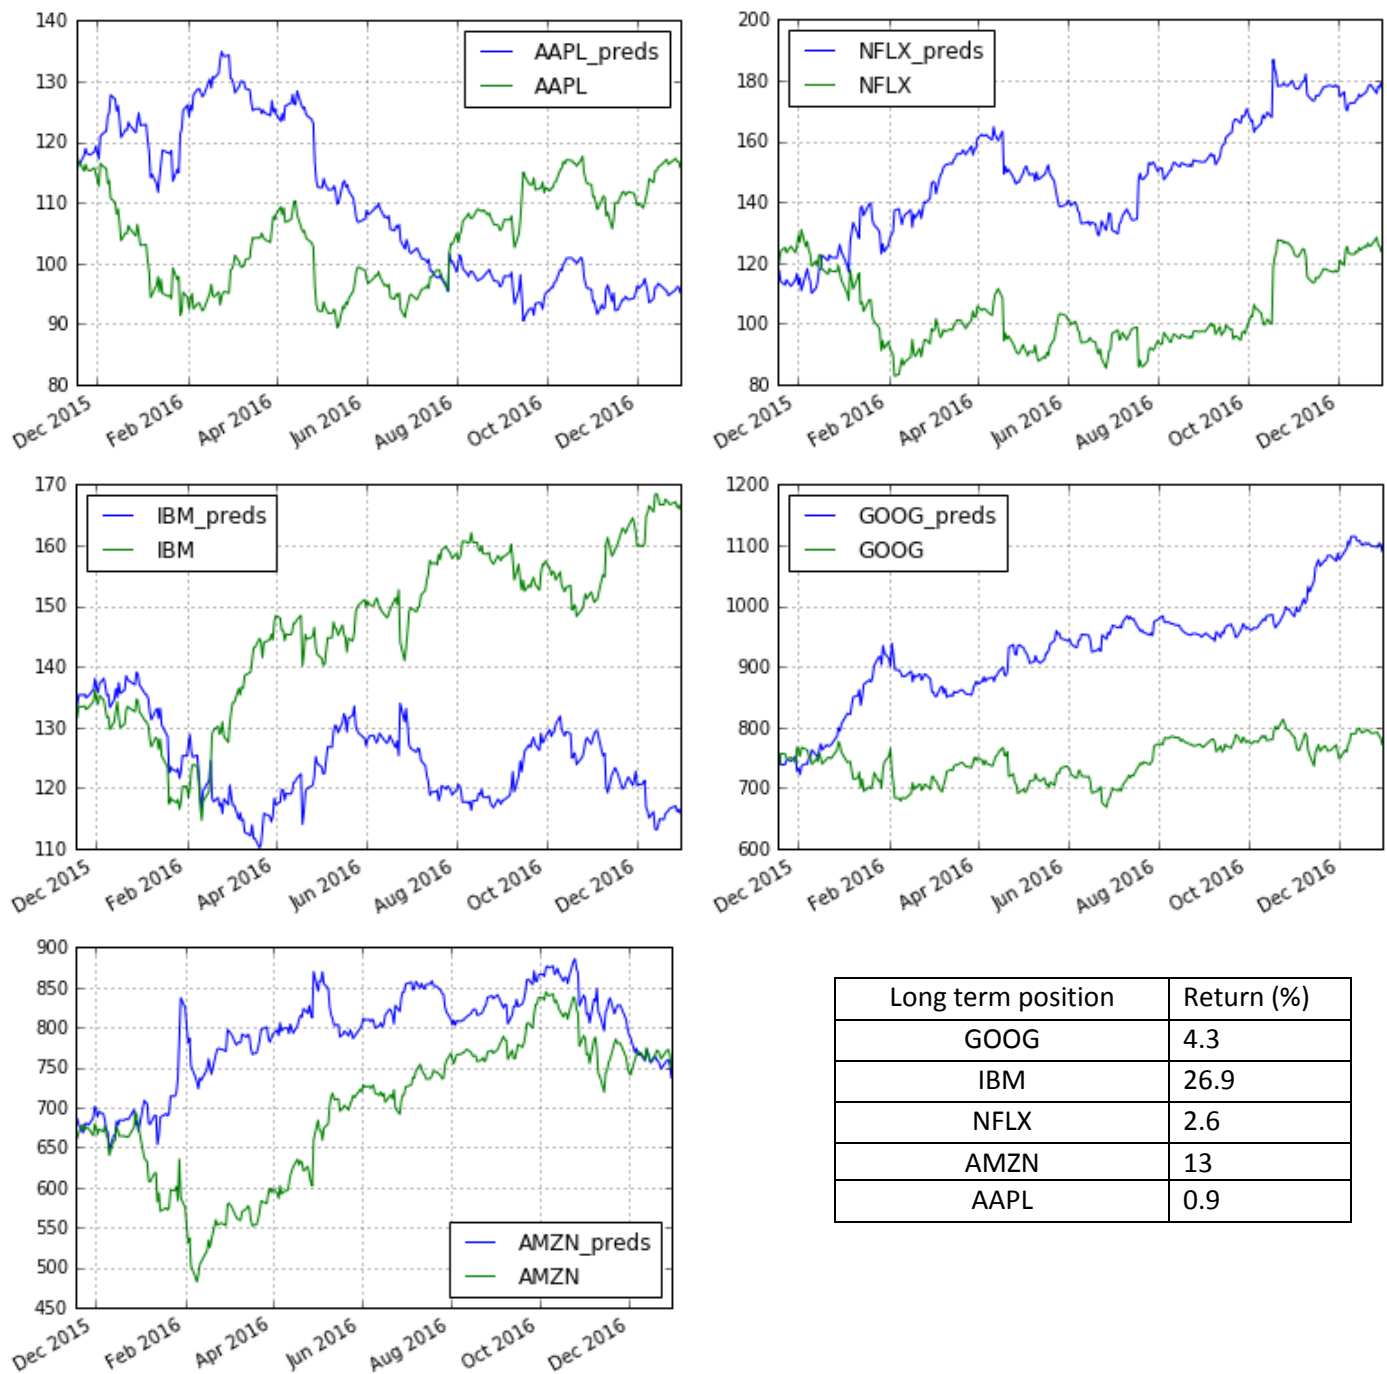 140
130
120
110
100
90
80
AAPL_preds
AAPL
Dec 2015
Feb 2016
Apr 2016
Jun 2016
Aug 2016
Oct 2016
Dec 2016
200
180
160
140
120
100
80
NFLX_preds
NFLX
Dec 2015
Feb 2016
Apr 2016
Jun 2016
Aug 2016
Oct 2016
Dec 2016
170
160
150
140
130
120
110
IBM_preds
IBM
Dec 2015
Feb 2016
Apr 2016
Jun 2016
Aug 2016
Oct 2016
Dec 2016
1200
1100
1000
900
800
700
600
GOOG_preds
GOOG
Dec 2015
Feb 2016
Apr 2016
Jun 2016
Aug 2016
Oct 2016
Dec 2016
900
850
800
750
700
650
600
550
500
450
AMZN_preds
AMZN
Dec 2015
Feb 2016
Apr 2016
Jun 2016
Aug 2016
Oct 2016
Dec 2016
Long term position Return (%)
GOOG 4.3
IBM 26.9
NFLX 2.6
AMZN 13
AAPL 0.9